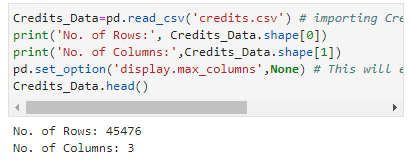 Credits_Data=pd.read_csv('credits.csv') # importing Cre
print('No. of Rows:', Credits_Data.shape[0])
print('No. of Columns:',Credits_Data.shape[1])
pd.set_option('display.max_columns',None) # This will e
Credits_Data.head()
No. of Rows: 45476
No. of Columns: 3